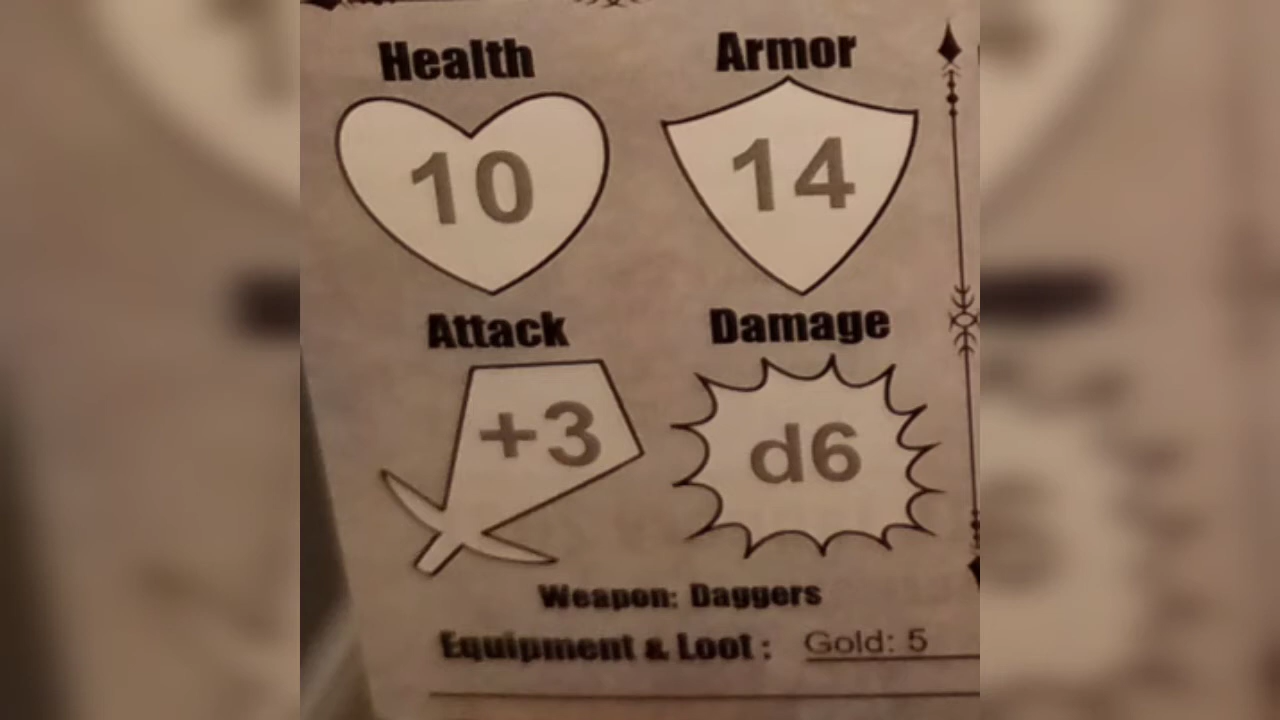 Health Armor
10 14
Attack Damage
+3 d6
Weapon: Daggers
Equipment & Loot : Gold: 5